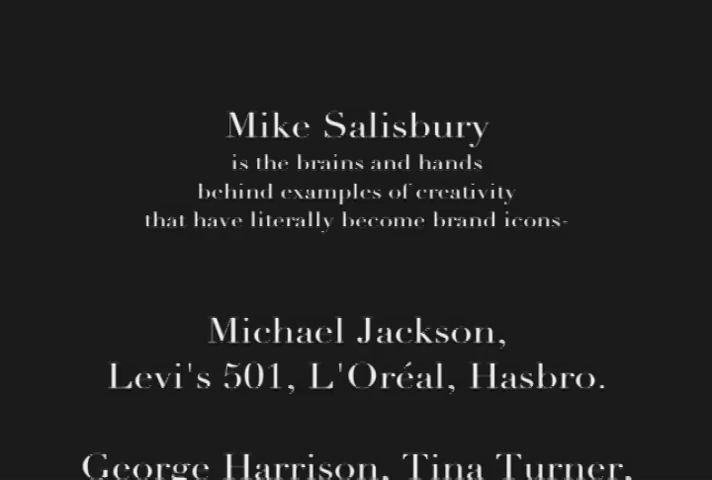 Mike Salisbury
is the brains and hands
behind examples of creativity
that have literally become brand icons-
Michael Jackson,
Levi's 501, L'Oréal, Hasbro.
George Harrison, Tina Turner,